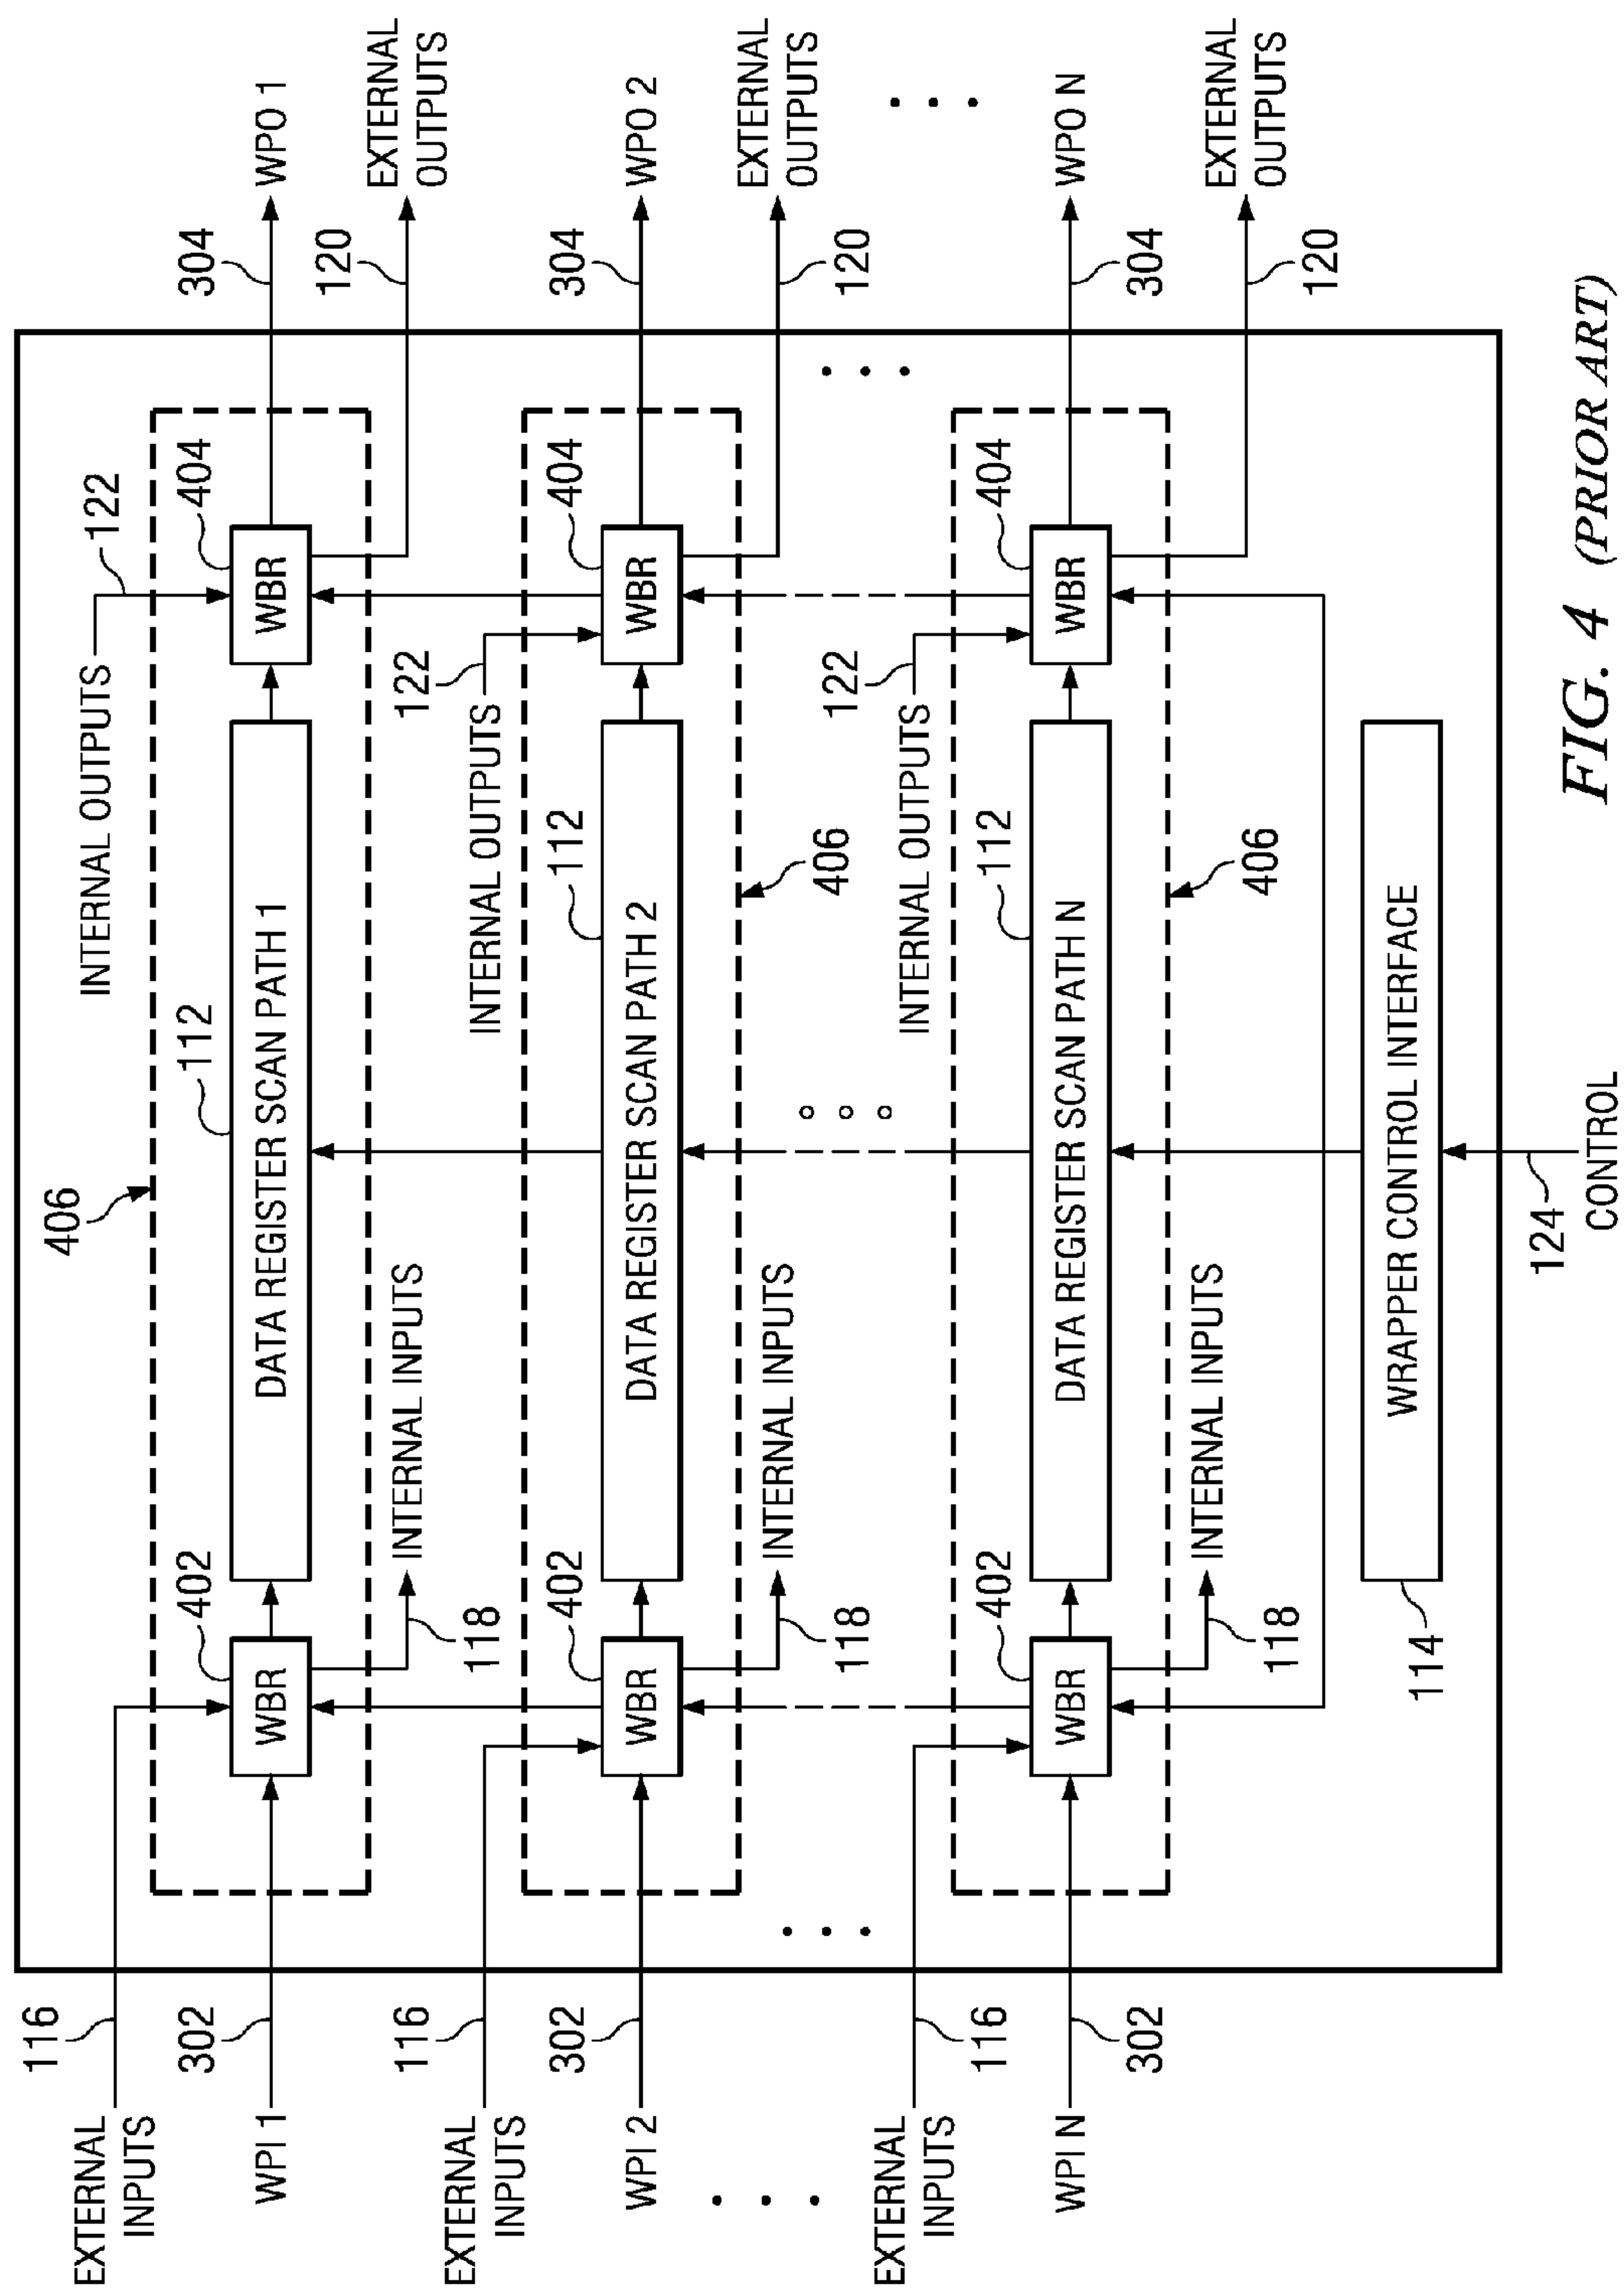 INTERNAL OUTPUTS
122
406
112
404
304
WPO 1
116
EXTERNAL
INPUTS
302
WPI 1
402
WBR
DATA REGISTER SCAN PATH 1
WBR
118
INTERNAL INPUTS
120
EXTERNAL
OUTPUTS
122
INTERNAL OUTPUTS
116
EXTERNAL
INPUTS
302
WPI 2
402
WBR
112
DATA REGISTER SCAN PATH 2
404
WBR
304
WPO 2
118
INTERNAL INPUTS
406
120
EXTERNAL
OUTPUTS
122
INTERNAL OUTPUTS
116
EXTERNAL
INPUTS
302
WPI N
402
WBR
112
DATA REGISTER SCAN PATH N
404
WBR
304
WPO N
118
INTERNAL INPUTS
406
120
EXTERNAL
OUTPUTS
114
WRAPPER CONTROL INTERFACE
124
CONTROL
FIG. 4 (PRIOR ART)